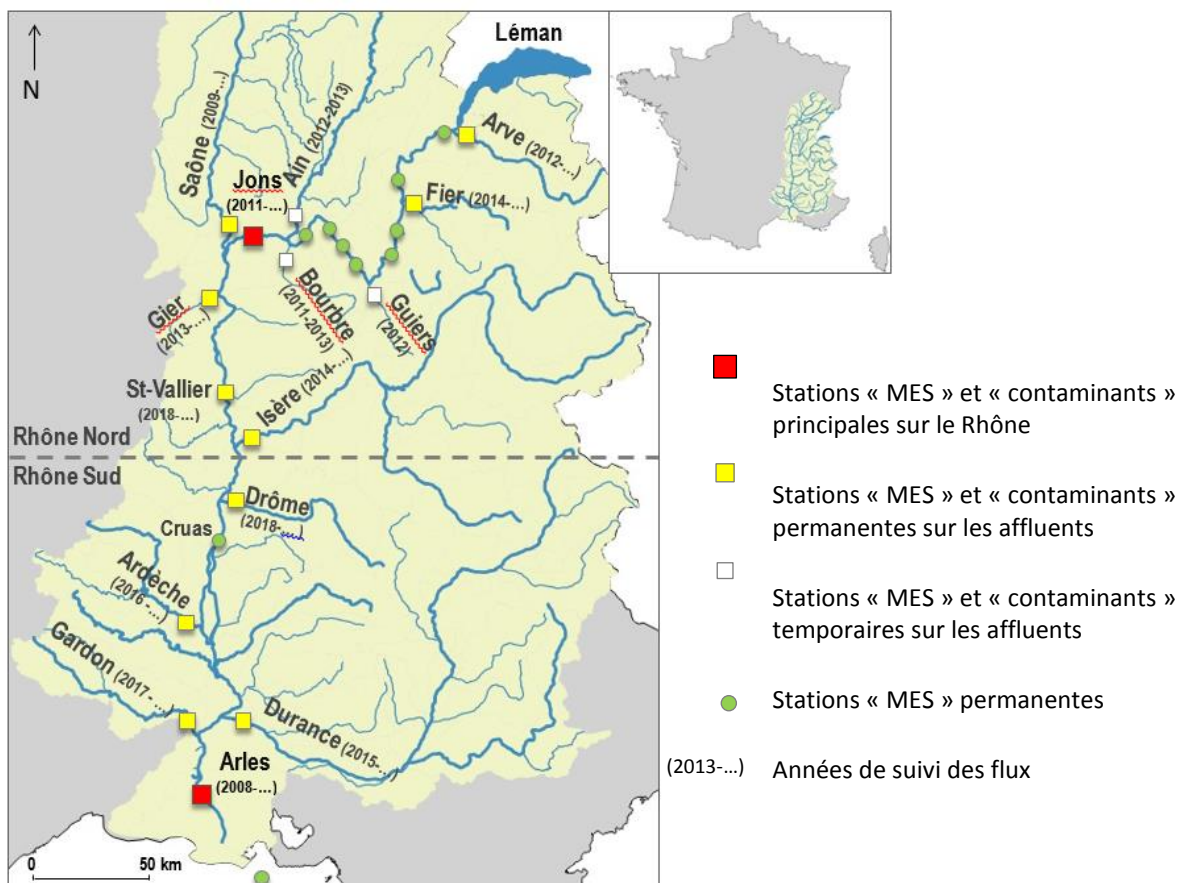 Léman
N
Saône (2009-...)
Ain (2012-2013)
Arve (2012-...)
Jons
(2011-...)
Fier (2014-...)
Gier
(2013-...)
Bourbre
(2011-2013)
Guiers
(2012)
St-Vallier
(2018-...)
Isère (2014-...)
Rhône Nord
Rhône Sud
Drôme
(2018-...)
Cruas
Ardèche
(2016 -...)
Gardon (2017 -...)
Durance (2015-...)
Arles
(2008-...)
0 50 km
Stations « MES » et « contaminants »
principales sur le Rhône
Stations « MES » et « contaminants »
permanentes sur les affluents
Stations « MES » et « contaminants »
temporaires sur les affluents
Stations « MES » permanentes
(2013-...) Années de suivi des flux